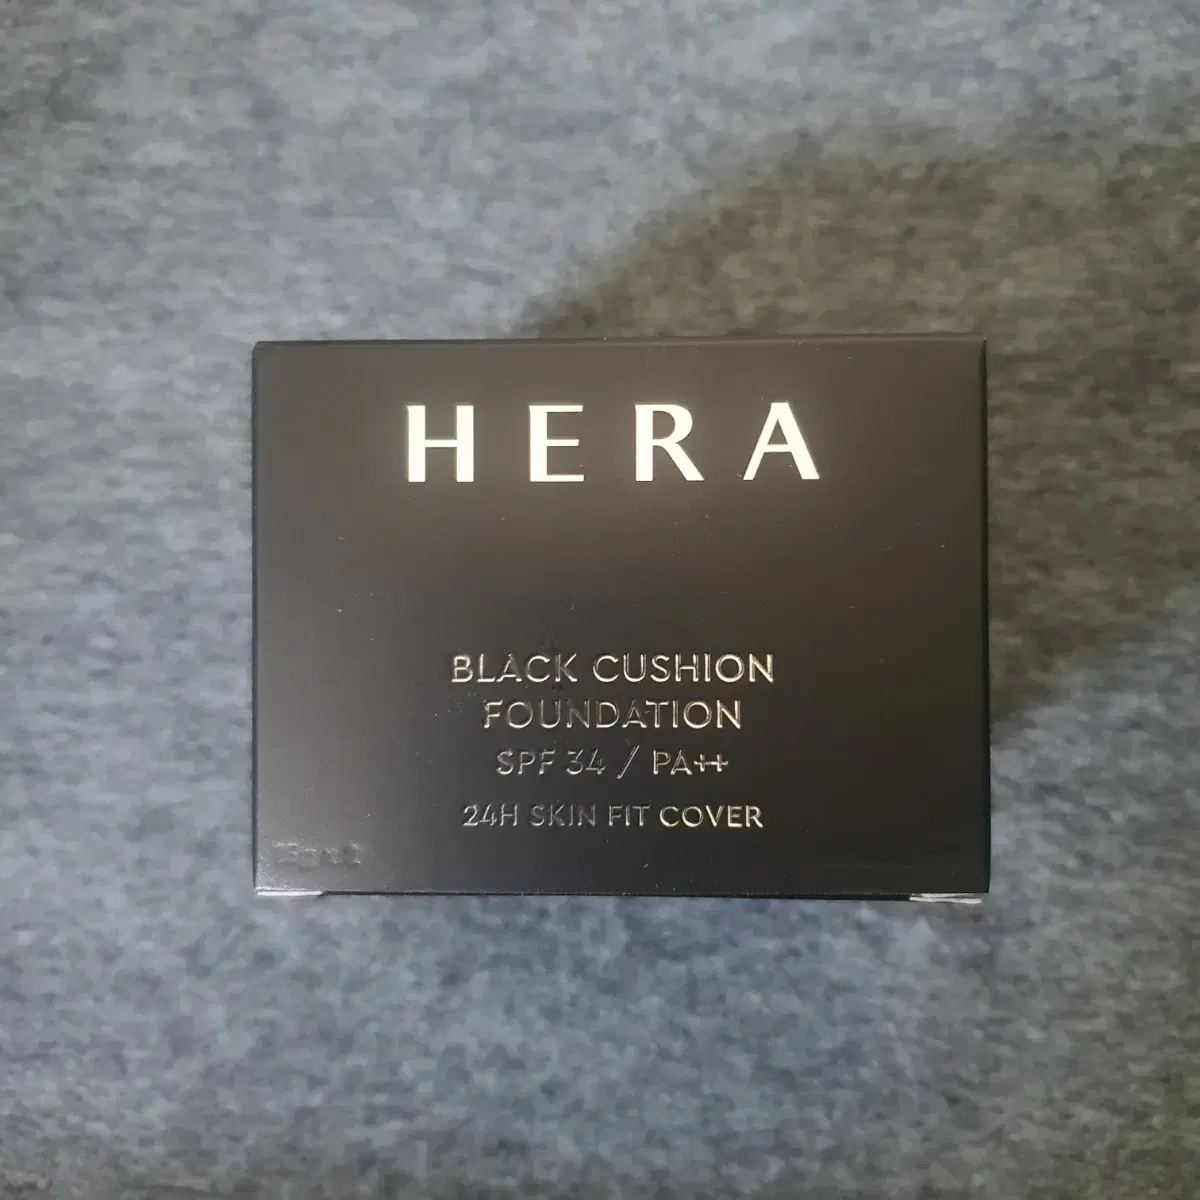 HERA
BLACK CUSHION
FOUNDATION
SPF 34 / PA++
24H SKIN FIT COVER